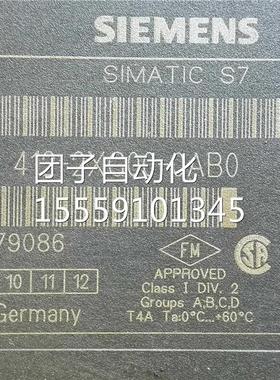 SIEMENS
SIMATIC S7
AB0
团子自动化
15559101345
79086
FM
SA
10 11 12
APPROVED
Class I DIV. 2
Groups A,B,C,D
Germany
T4A Ta:0°C...+60°C